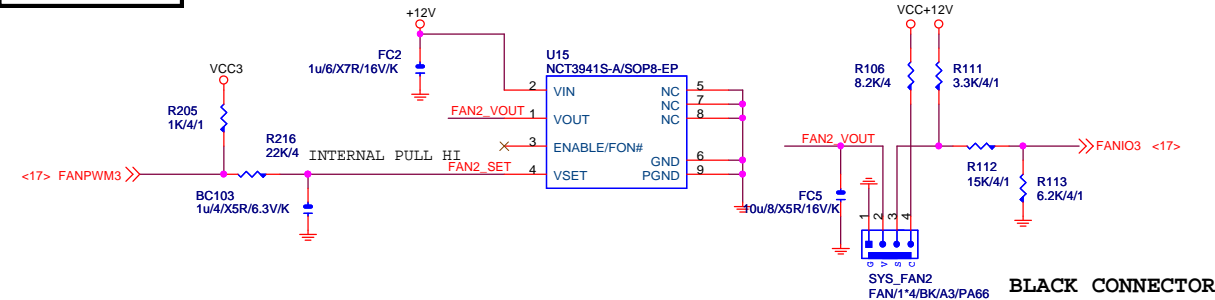 +12V
VCC+12V
FC2
1u/6/X7R/16V/K
U15
NCT3941S-A/SOP8-EP
VCC3
R205
1K/4/1
R106
8.2K/4
R111
3.3K/4/1
2 VIN NC 5
NC 7
FAN2_VOUT 1 VOUT NC 8
3 ENABLE/FON#
GND 6
FAN2_SET 4 VSET PGND 9
R216
22K/4
INTERNAL PULL HI
<17> FANPWM3
BC103
1u/4/X5R/6.3V/K
FAN2_VOUT
FANIO3 <17>
R112
15K/4/1
R113
6.2K/4/1
FC5
10u/8/X5R/16V/K
1 2 3 4
G V S C
SYS_FAN2
FAN/1*4/BK/A3/PA66
BLACK CONNECTOR